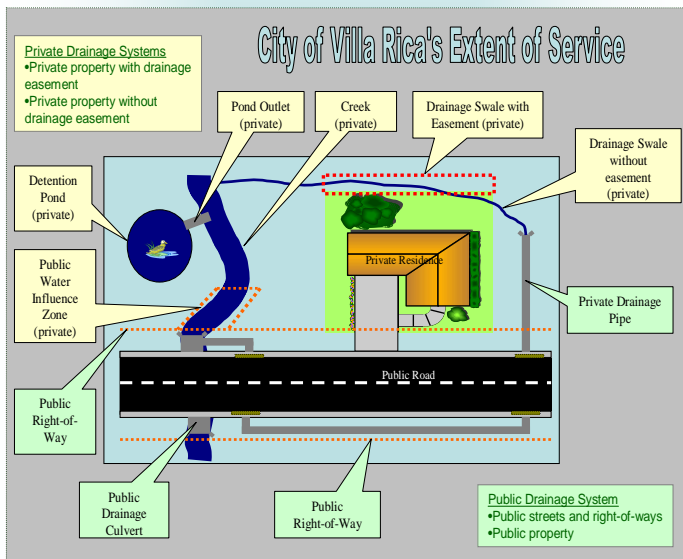 City of Villa Rica's Extent of Service
Private Drainage Systems
•Private property with drainage
easement
•Private property without
drainage easement
Pond Outlet
(private)
Creek
(private)
Drainage Swale with
Easement (private)
Drainage Swale
without
easement
(private)
Detention
Pond
(private)
Public
Water
Influence
Zone
(private)
Private Residence
Private Drainage
Pipe
Public Road
Public
Right-of-
Way
Public
Drainage
Culvert
Public
Right-of-Way
Public Drainage System
•Public streets and right-of-ways
•Public property